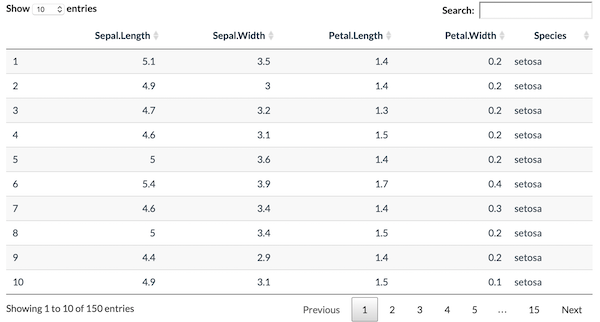 Show 10 entries Search:
Sepal.Length Sepal.Width Petal.Length Petal.Width Species
1 5.1 3.5 1.4 0.2 setosa
2 4.9 3 1.4 0.2 setosa
3 4.7 3.2 1.3 0.2 setosa
4 4.6 3.1 1.5 0.2 setosa
5 5 3.6 1.4 0.2 setosa
6 5.4 3.9 1.7 0.4 setosa
7 4.6 3.4 1.4 0.3 setosa
8 5 3.4 1.5 0.2 setosa
9 4.4 2.9 1.4 0.2 setosa
10 4.9 3.1 1.5 0.1 setosa
Showing 1 to 10 of 150 entries Previous 1 2 3 4 5 … 15 Next